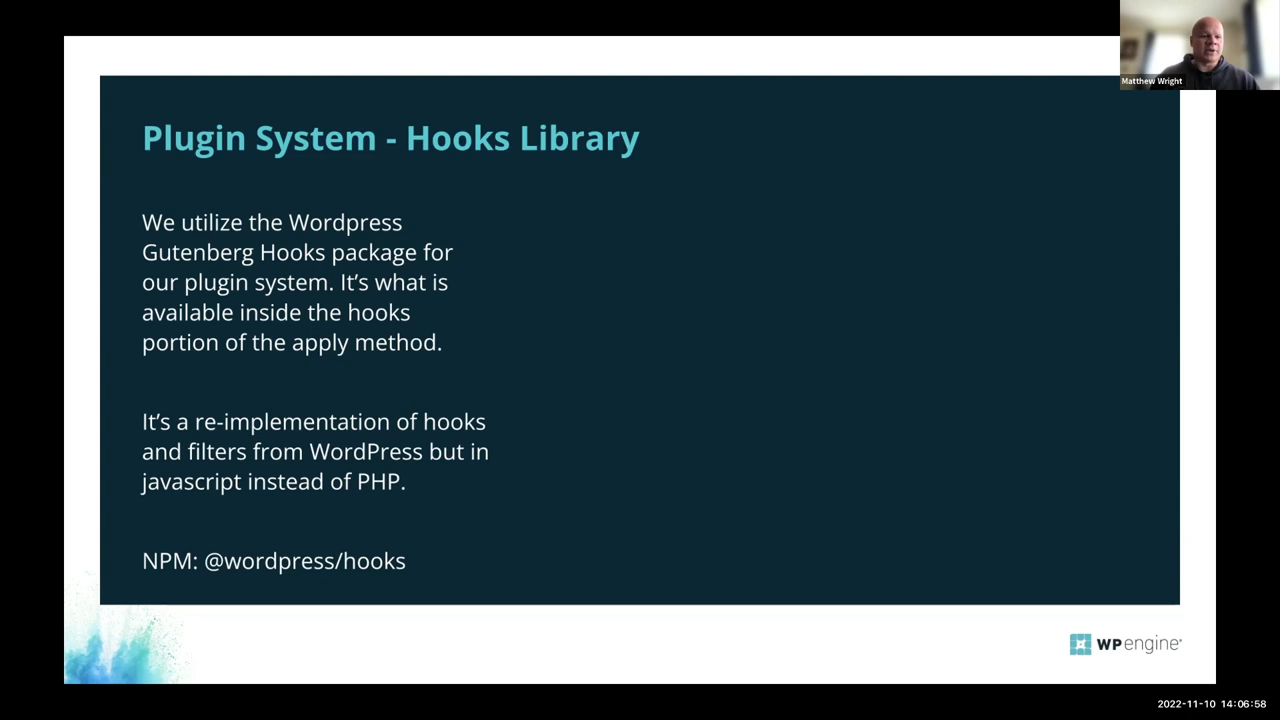 Matthew Wright
Plugin System - Hooks Library
We utilize the Wordpress
Gutenberg Hooks package for
our plugin system. It’s what is
available inside the hooks
portion of the apply method.
It’s a re-implementation of hooks
and filters from WordPress but in
javascript instead of PHP.
NPM: @wordpress/hooks
WP engine
2022-11-10 14:06:58